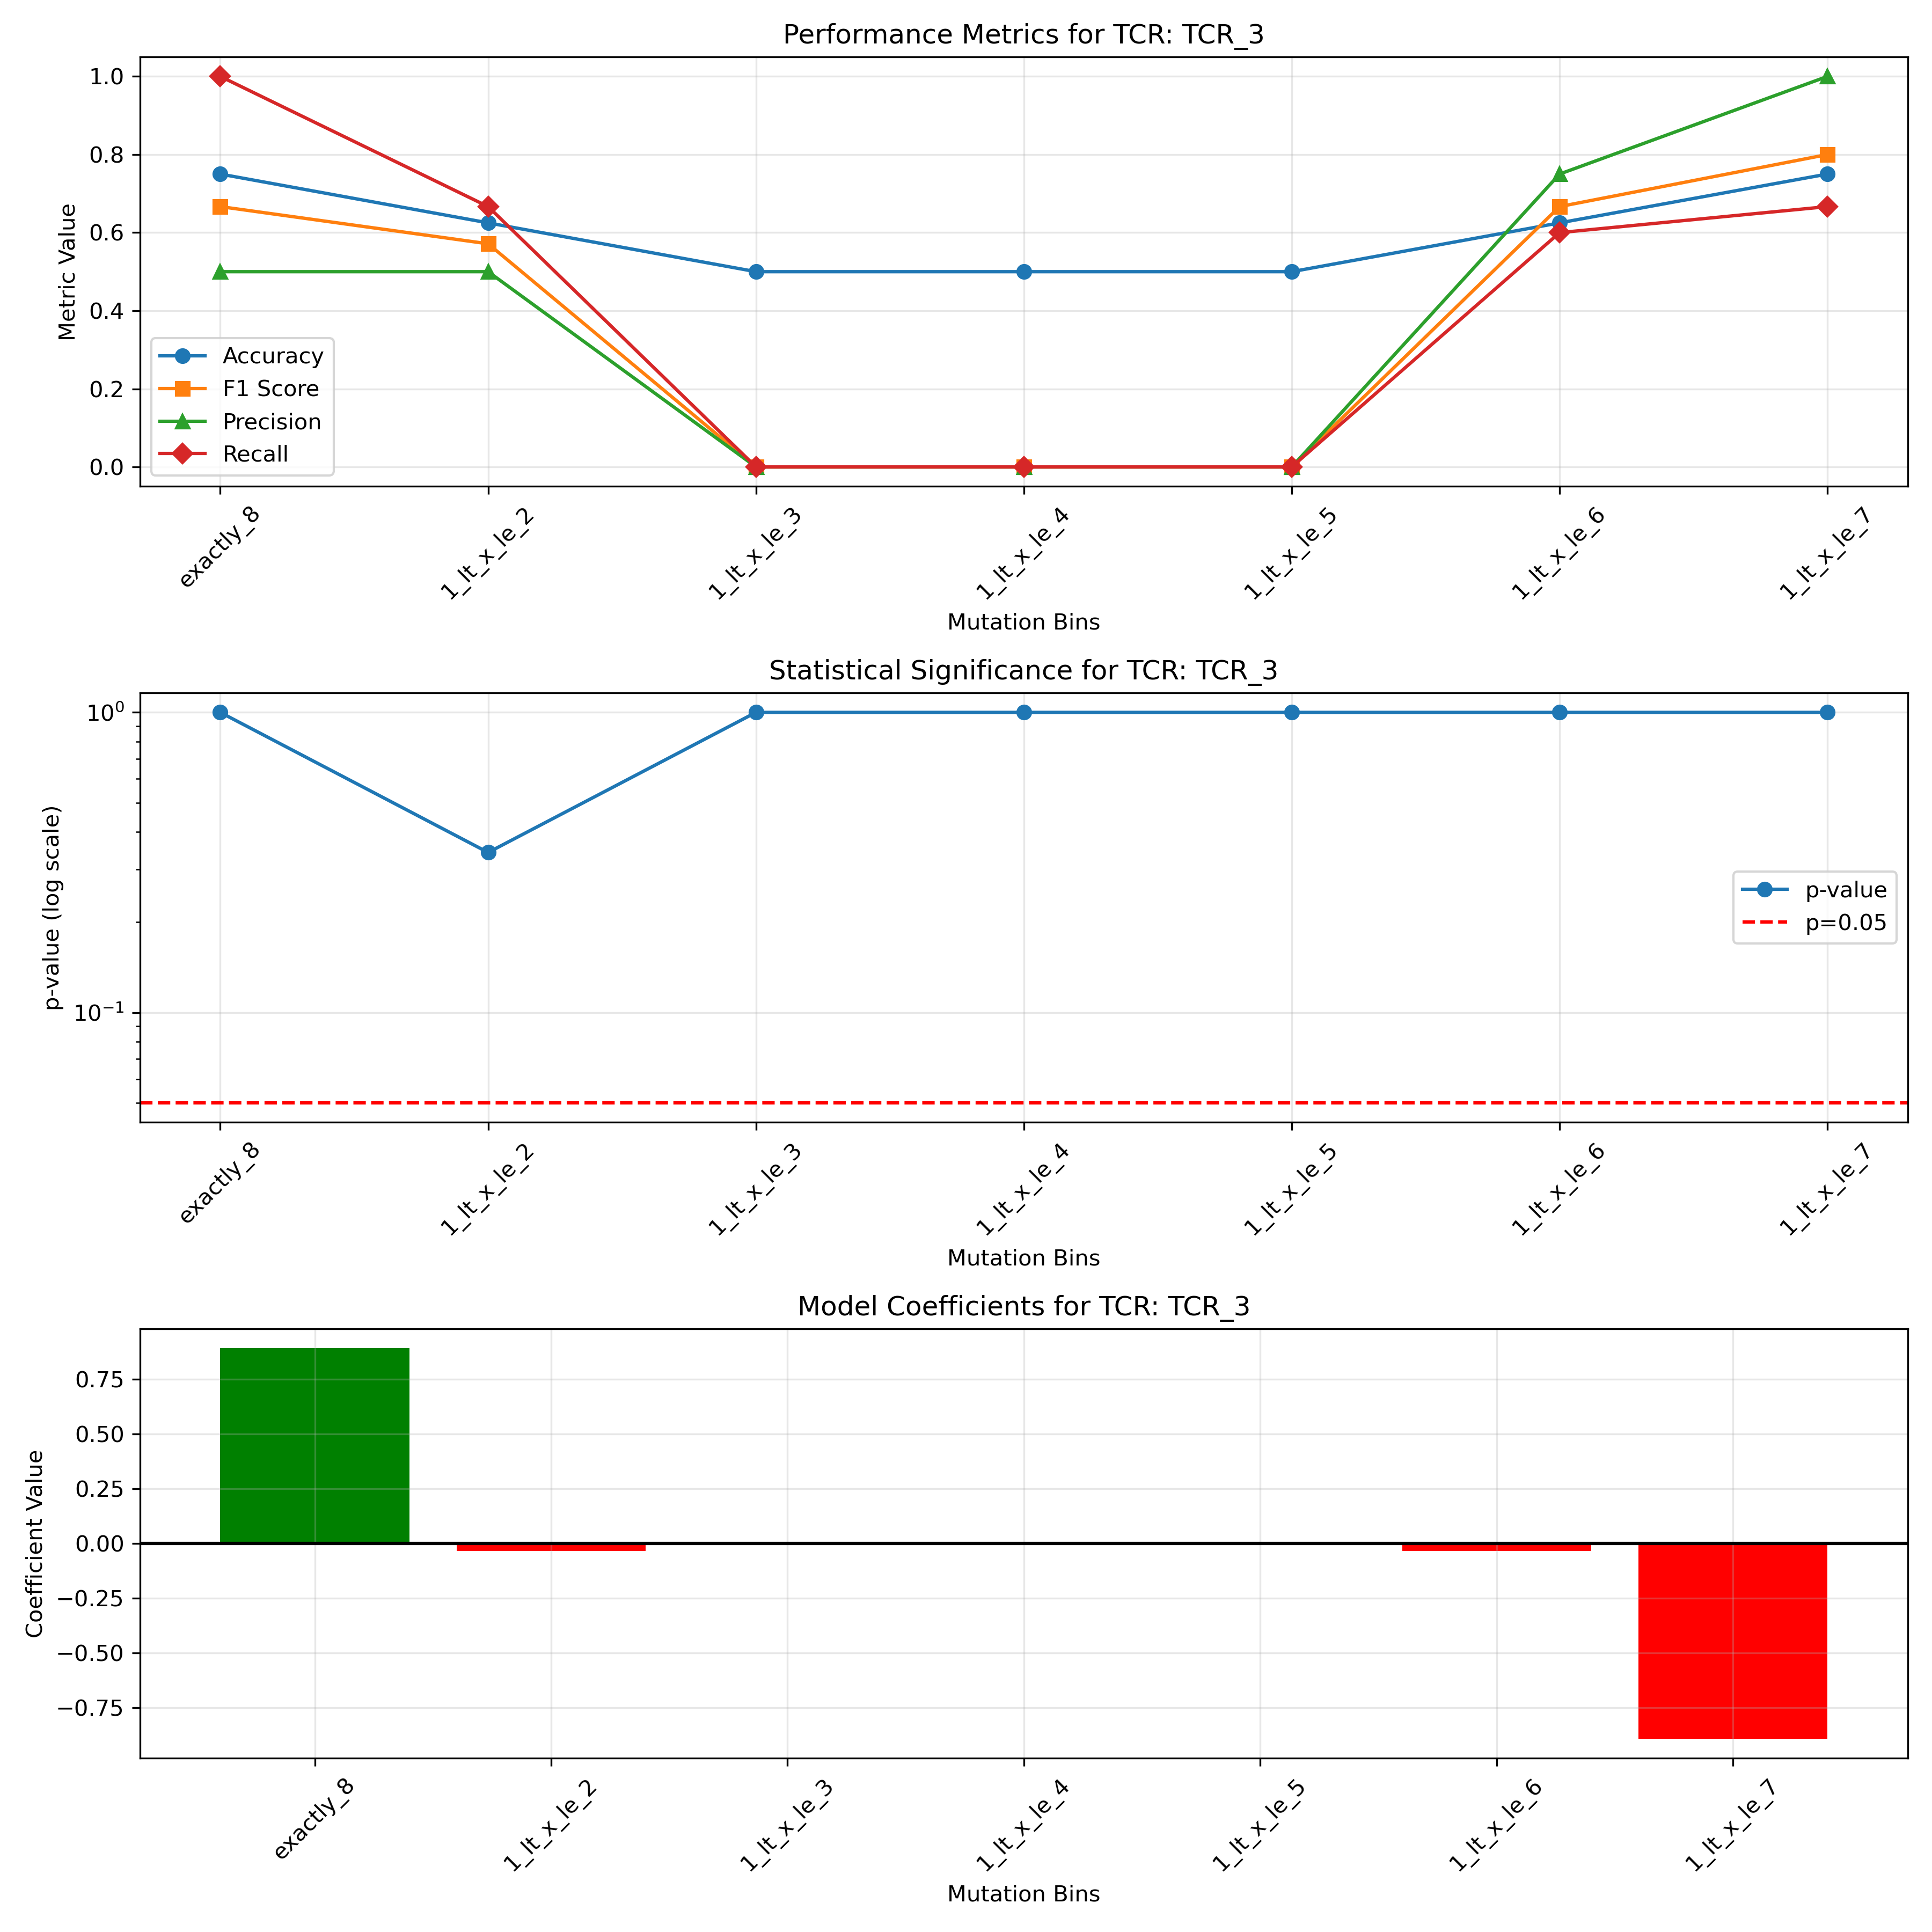 Performance Metrics for TCR: TCR_3
Metric Value
1.0
0.8
0.6
0.4
0.2
0.0
Accuracy
F1 Score
Precision
Recall
exactly_8
1_lt_x_le_2
1_lt_x_le_3
1_lt_x_le_4
1_lt_x_le_5
1_lt_x_le_6
1_lt_x_le_7
Mutation Bins
Statistical Significance for TCR: TCR_3
p-value (log scale)
10⁰
10⁻¹
p-value
p=0.05
exactly_8
1_lt_x_le_2
1_lt_x_le_3
1_lt_x_le_4
1_lt_x_le_5
1_lt_x_le_6
1_lt_x_le_7
Mutation Bins
Model Coefficients for TCR: TCR_3
Coefficient Value
0.75
0.50
0.25
0.00
−0.25
−0.50
−0.75
exactly_8
1_lt_x_le_2
1_lt_x_le_3
1_lt_x_le_4
1_lt_x_le_5
1_lt_x_le_6
1_lt_x_le_7
Mutation Bins